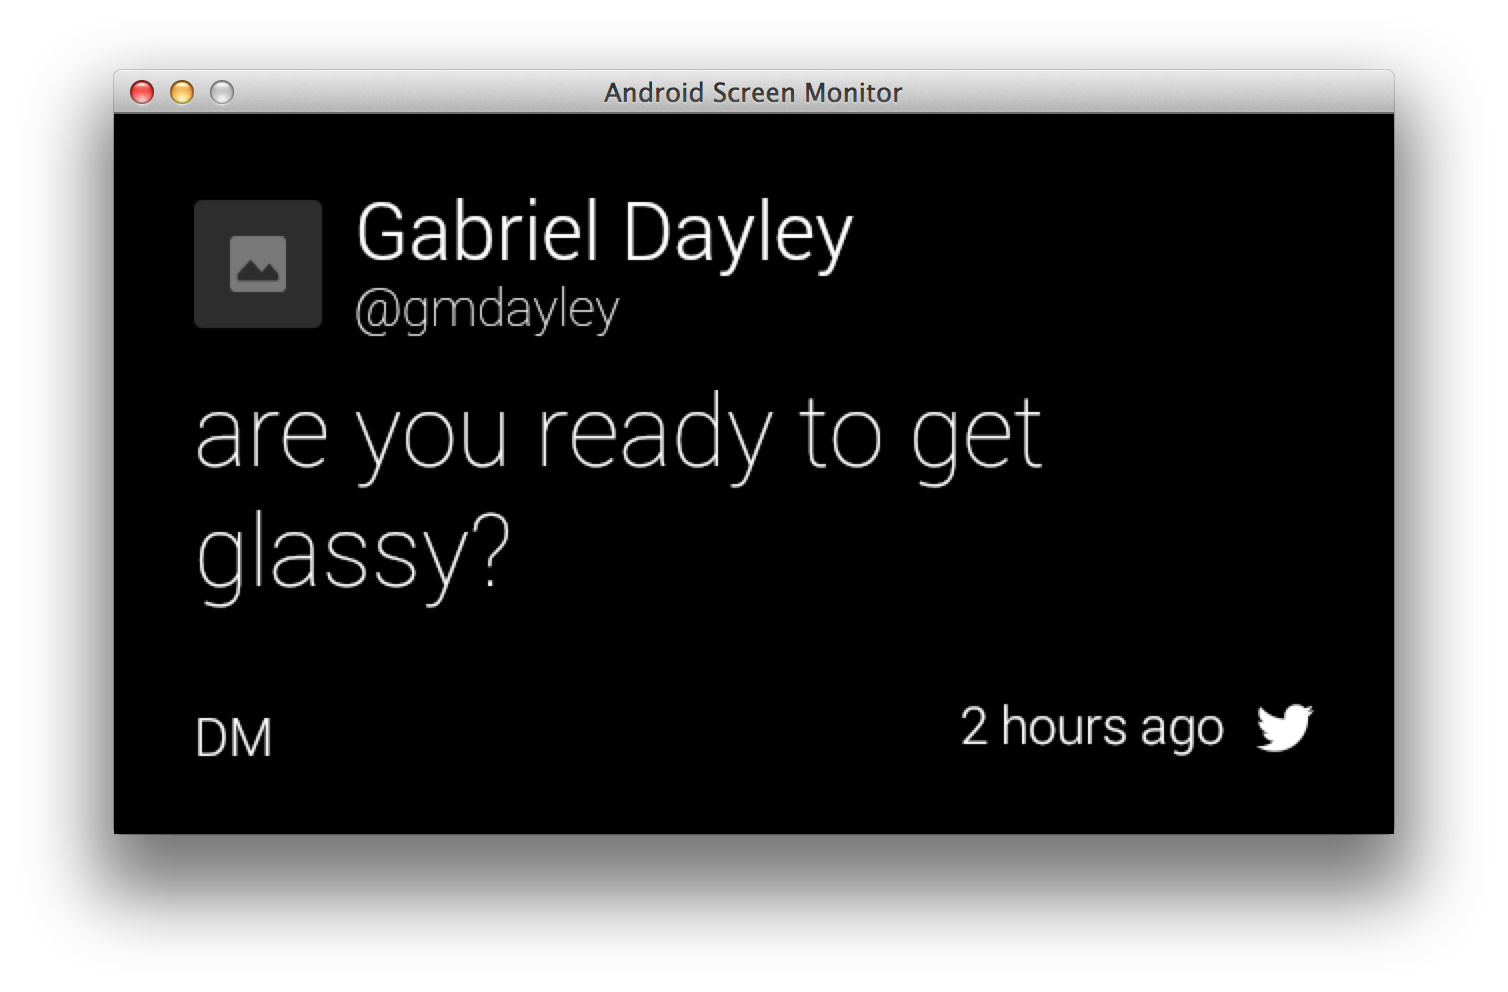 Android Screen Monitor
Gabriel Dayley
@gmdayley
are you ready to get
glassy?
DM
2 hours ago